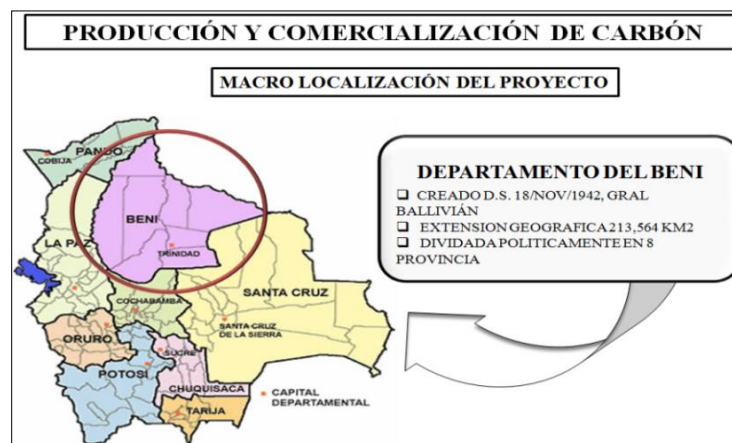 PRODUCCIÓN Y COMERCIALIZACIÓN DE CARBÓN
MACRO LOCALIZACIÓN DEL PROYECTO
PANDO
COBIJA
BENI
TRINIDAD
LA PAZ
COCHABAMBA
SANTA CRUZ
SANTA CRUZ
DE LA SIERRA
ORURO
SUCRE
POTOSÍ
CHUQUISACA
TARIJA
CAPITAL
DEPARTAMENTAL
DEPARTAMENTO DEL BENI
CREADO D.S. 18/NOV/1942, GRAL
BALLIVIÁN
EXTENSION GEOGRAFICA 213,564 KM2
DIVIDADA POLITICAMENTE EN 8
PROVINCIA